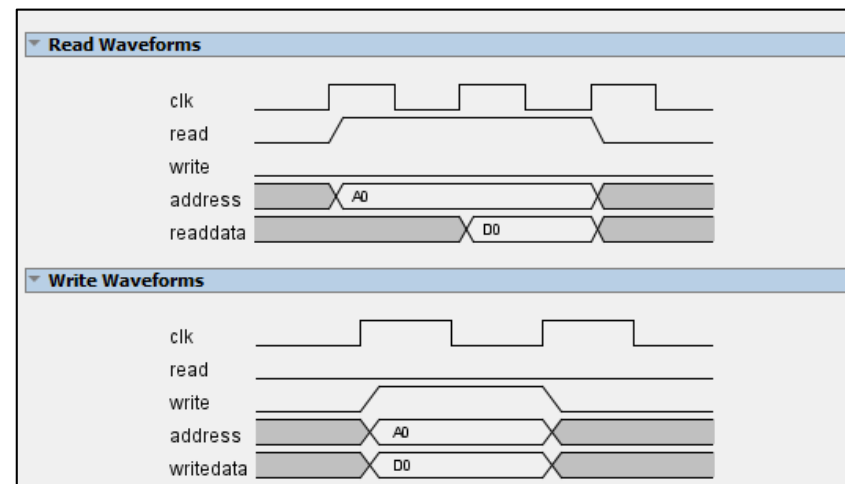 Read Waveforms
clk
read
write
address A0
readdata D0
Write Waveforms
clk
read
write
address A0
writedata D0